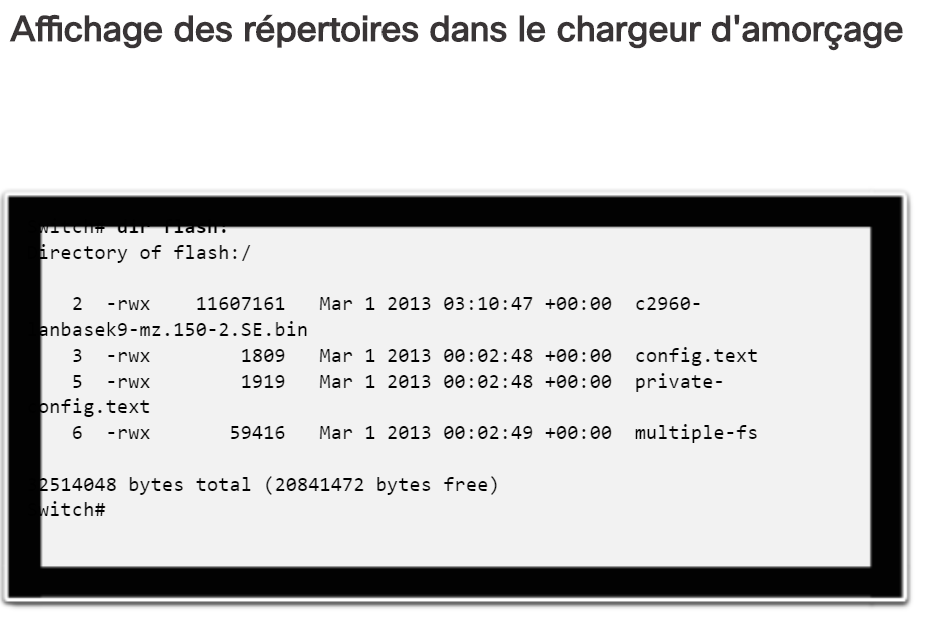 Affichage des répertoires dans le chargeur d'amorçage
witch# dir flash:
irectory of flash:/
2 -rwx 11607161 Mar 1 2013 03:10:47 +00:00 c2960-
anbasek9-mz.150-2.SE.bin
3 -rwx 1809 Mar 1 2013 00:02:48 +00:00 config.text
5 -rwx 1919 Mar 1 2013 00:02:48 +00:00 private-
onfig.text
6 -rwx 59416 Mar 1 2013 00:02:49 +00:00 multiple-fs
2514048 bytes total (20841472 bytes free)
witch#